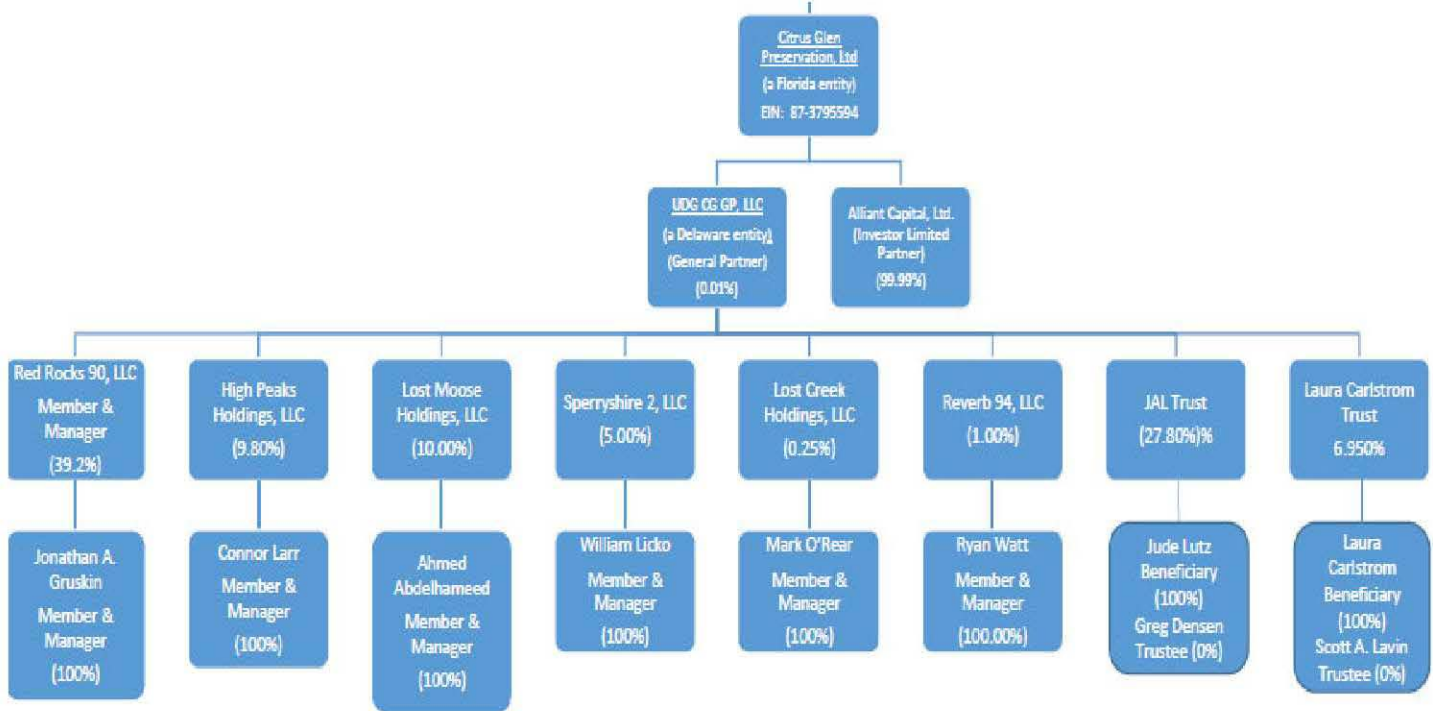 Citrus Glen
Preservation, Ltd
(a Florida entity)
EIN: 87-3795594
UDG CG GP, LLC
(a Delaware entity)
(General Partner)
(0.01%)
Alliant Capital, Ltd.
(Investor Limited
Partner)
(99.99%)
Red Rocks 90, LLC
Member &
Manager
(39.2%)
High Peaks
Holdings, LLC
(9.80%)
Lost Moose
Holdings, LLC
(10.00%)
Sperryshire 2, LLC
(5.00%)
Lost Creek
Holdings, LLC
(0.25%)
Reverb 94, LLC
(1.00%)
JAL Trust
(27.80%)%
Laura Carlstrom
Trust
6.950%
Jonathan A.
Gruskin
Member &
Manager
(100%)
Connor Larr
Member &
Manager
(100%)
Ahmed
Abdelhameed
Member &
Manager
(100%)
William Licko
Member &
Manager
(100%)
Mark O'Rear
Member &
Manager
(100%)
Ryan Watt
Member &
Manager
(100.00%)
Jude Lutz
Beneficiary
(100%)
Greg Densen
Trustee (0%)
Laura
Carlstrom
Beneficiary
(100%)
Scott A. Lavin
Trustee (0%)